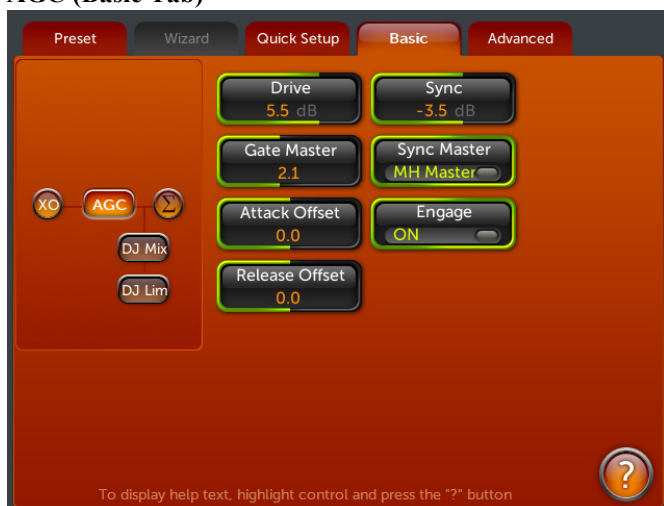 AGC (Basic Tab)
Preset Wizard Quick Setup Basic Advanced
Drive
5.5 dB
Sync
-3.5 dB
Gate Master
2.1
Sync Master
MH Master
XO AGC Σ
Attack Offset
0.0
Engage
ON
DJ Mix
DJ Lim
Release Offset
0.0
To display help text, highlight control and press the "?" button
?